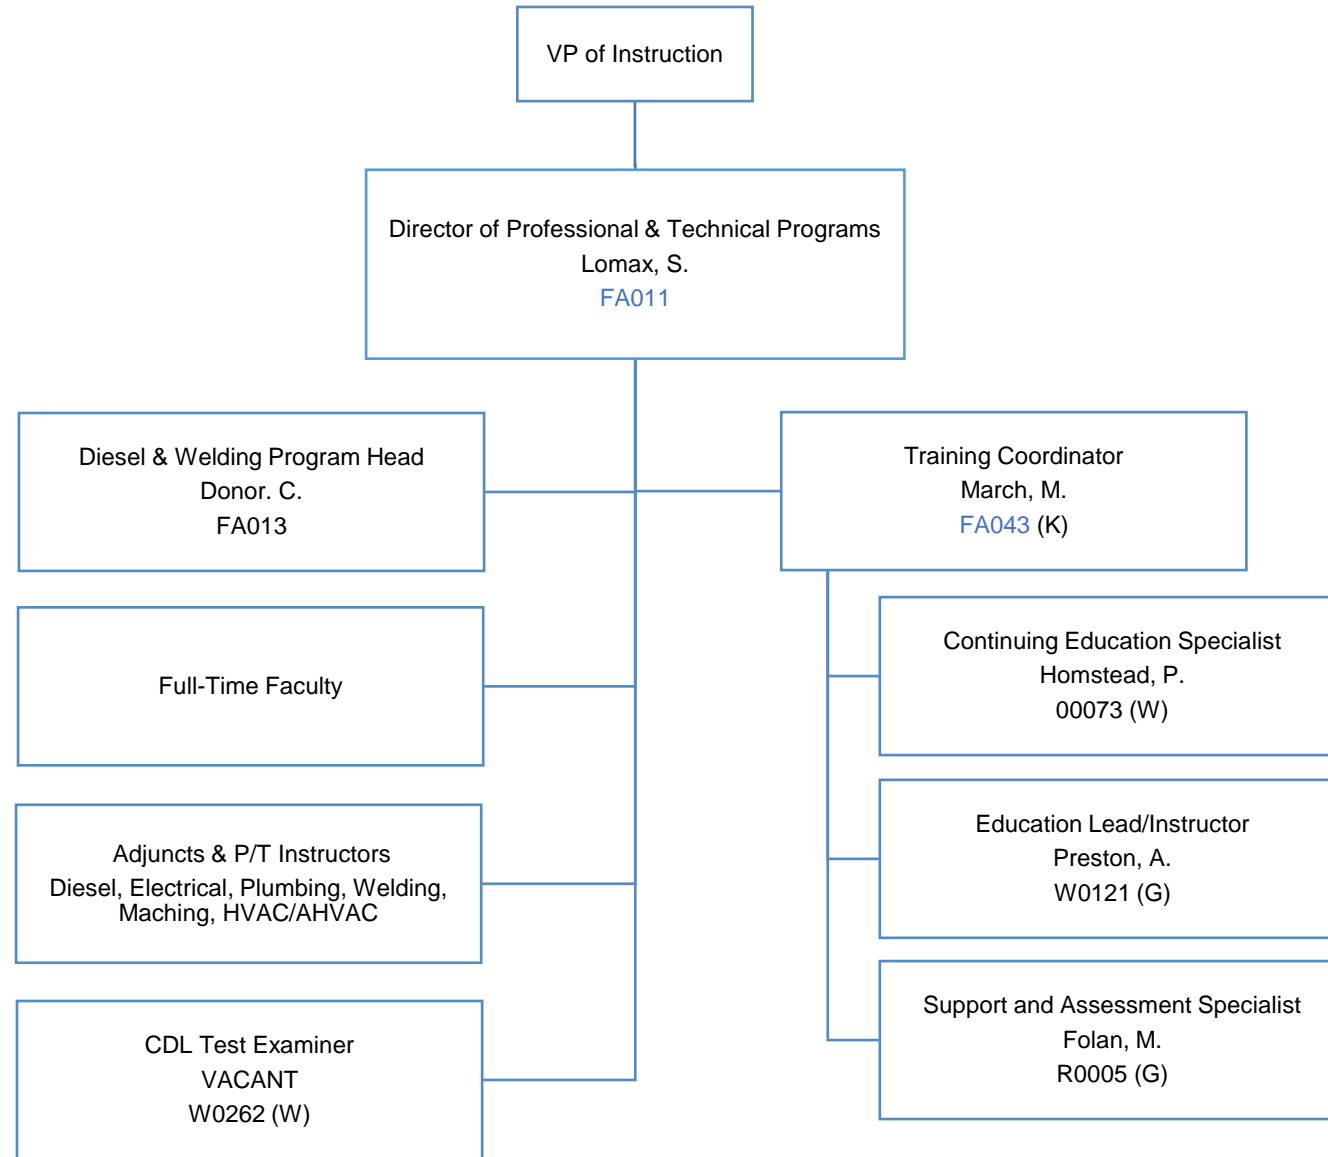 VP of Instruction
Director of Professional & Technical Programs
Lomax, S.
FA011
Diesel & Welding Program Head
Donor. C.
FA013
Training Coordinator
March, M.
FA043 (K)
Full-Time Faculty
Continuing Education Specialist
Homstead, P.
00073 (W)
Adjuncts & P/T Instructors
Diesel, Electrical, Plumbing, Welding,
Maching, HVAC/AHVAC
Education Lead/Instructor
Preston, A.
W0121 (G)
CDL Test Examiner
VACANT
W0262 (W)
Support and Assessment Specialist
Folan, M.
R0005 (G)